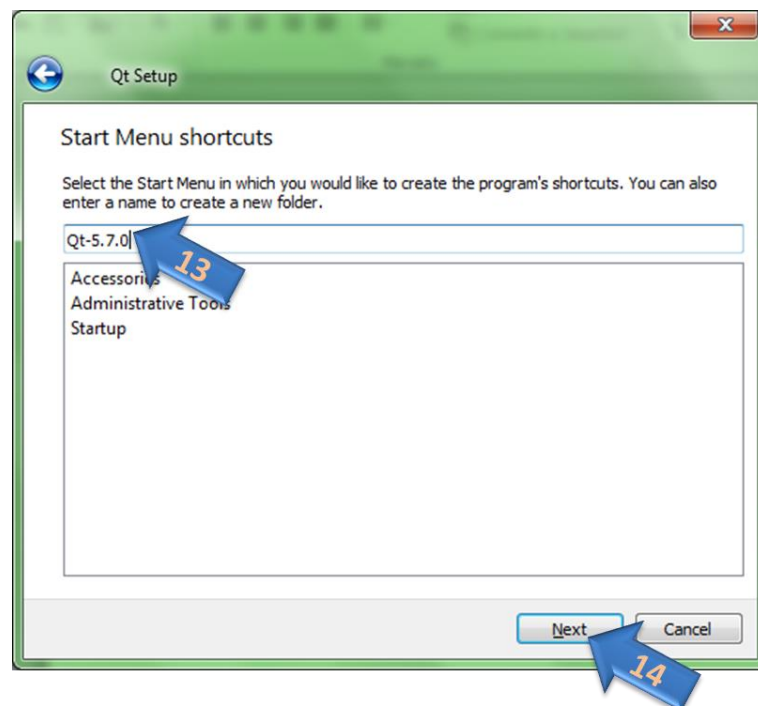 Qt Setup
Start Menu shortcuts
Select the Start Menu in which you would like to create the program's shortcuts. You can also
enter a name to create a new folder.
Qt-5.7.0
13
Accessories
Administrative Tools
Startup
Next
Cancel
14